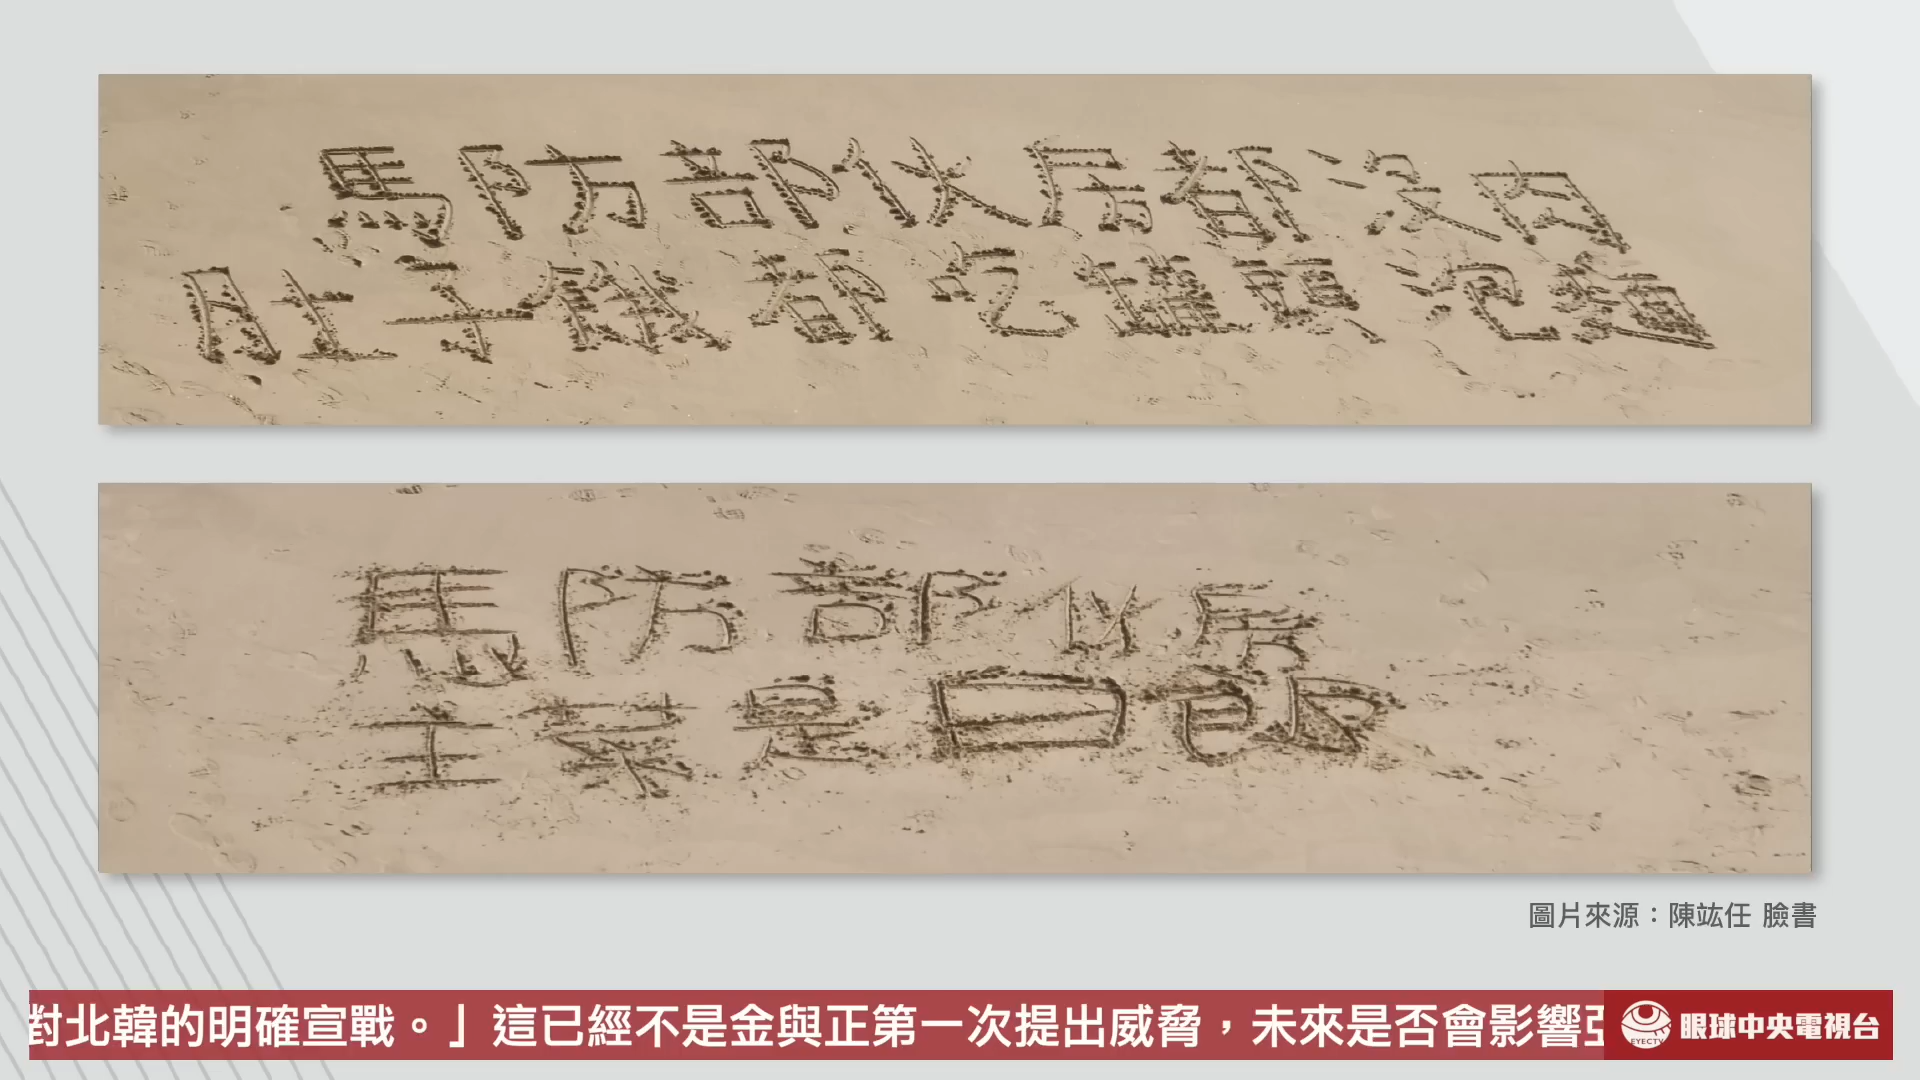 馬防部伙房都沒肉
肚子餓都吃罐頭泡麵
馬防部伙房
主菜是白飯
圖片來源：陳竑任 臉書
對北韓的明確宣戰。」這已經不是金與正第一次提出威脅，未來是否會影響亞
EYECTV
眼球中央電視台